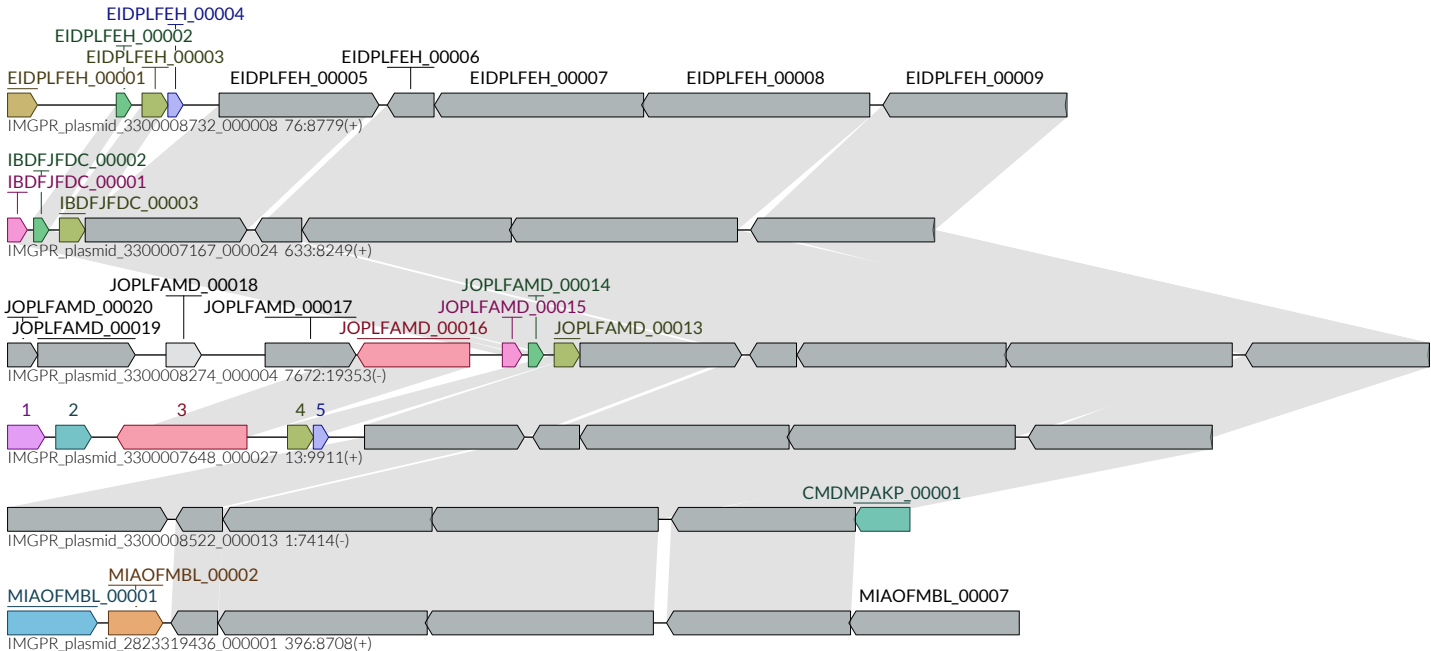 EIDPLFEH_00004
EIDPLFEH_00002
EIDPLFEH_00003 EIDPLFEH_00006
EIDPLFEH_00001 EIDPLFEH_00005 EIDPLFEH_00007 EIDPLFEH_00008 EIDPLFEH_00009
IMGPR_plasmid_3300008732_000008 76:8779(+)
IBDFJFDC_00002
IBDFJFDC_00001
IBDFJFDC_00003
IMGPR_plasmid_3300007167_000024 633:8249(+)
JOPLFAMD_00018 JOPLFAMD_00014
JOPLFAMD_00020 JOPLFAMD_00017 JOPLFAMD_00015
JOPLFAMD_00019 JOPLFAMD_00016 JOPLFAMD_00013
IMGPR_plasmid_3300008274_000004 7672:19353(-)
1 2 3 4 5
IMGPR_plasmid_3300007648_000027 13:9911(+)
CMDMPAKP_00001
IMGPR_plasmid_3300008522_000013 1:7414(-)
MIAOFMBL_00002
MIAOFMBL_00001 MIAOFMBL_00007
IMGPR_plasmid_2823319436_000001 396:8708(+)